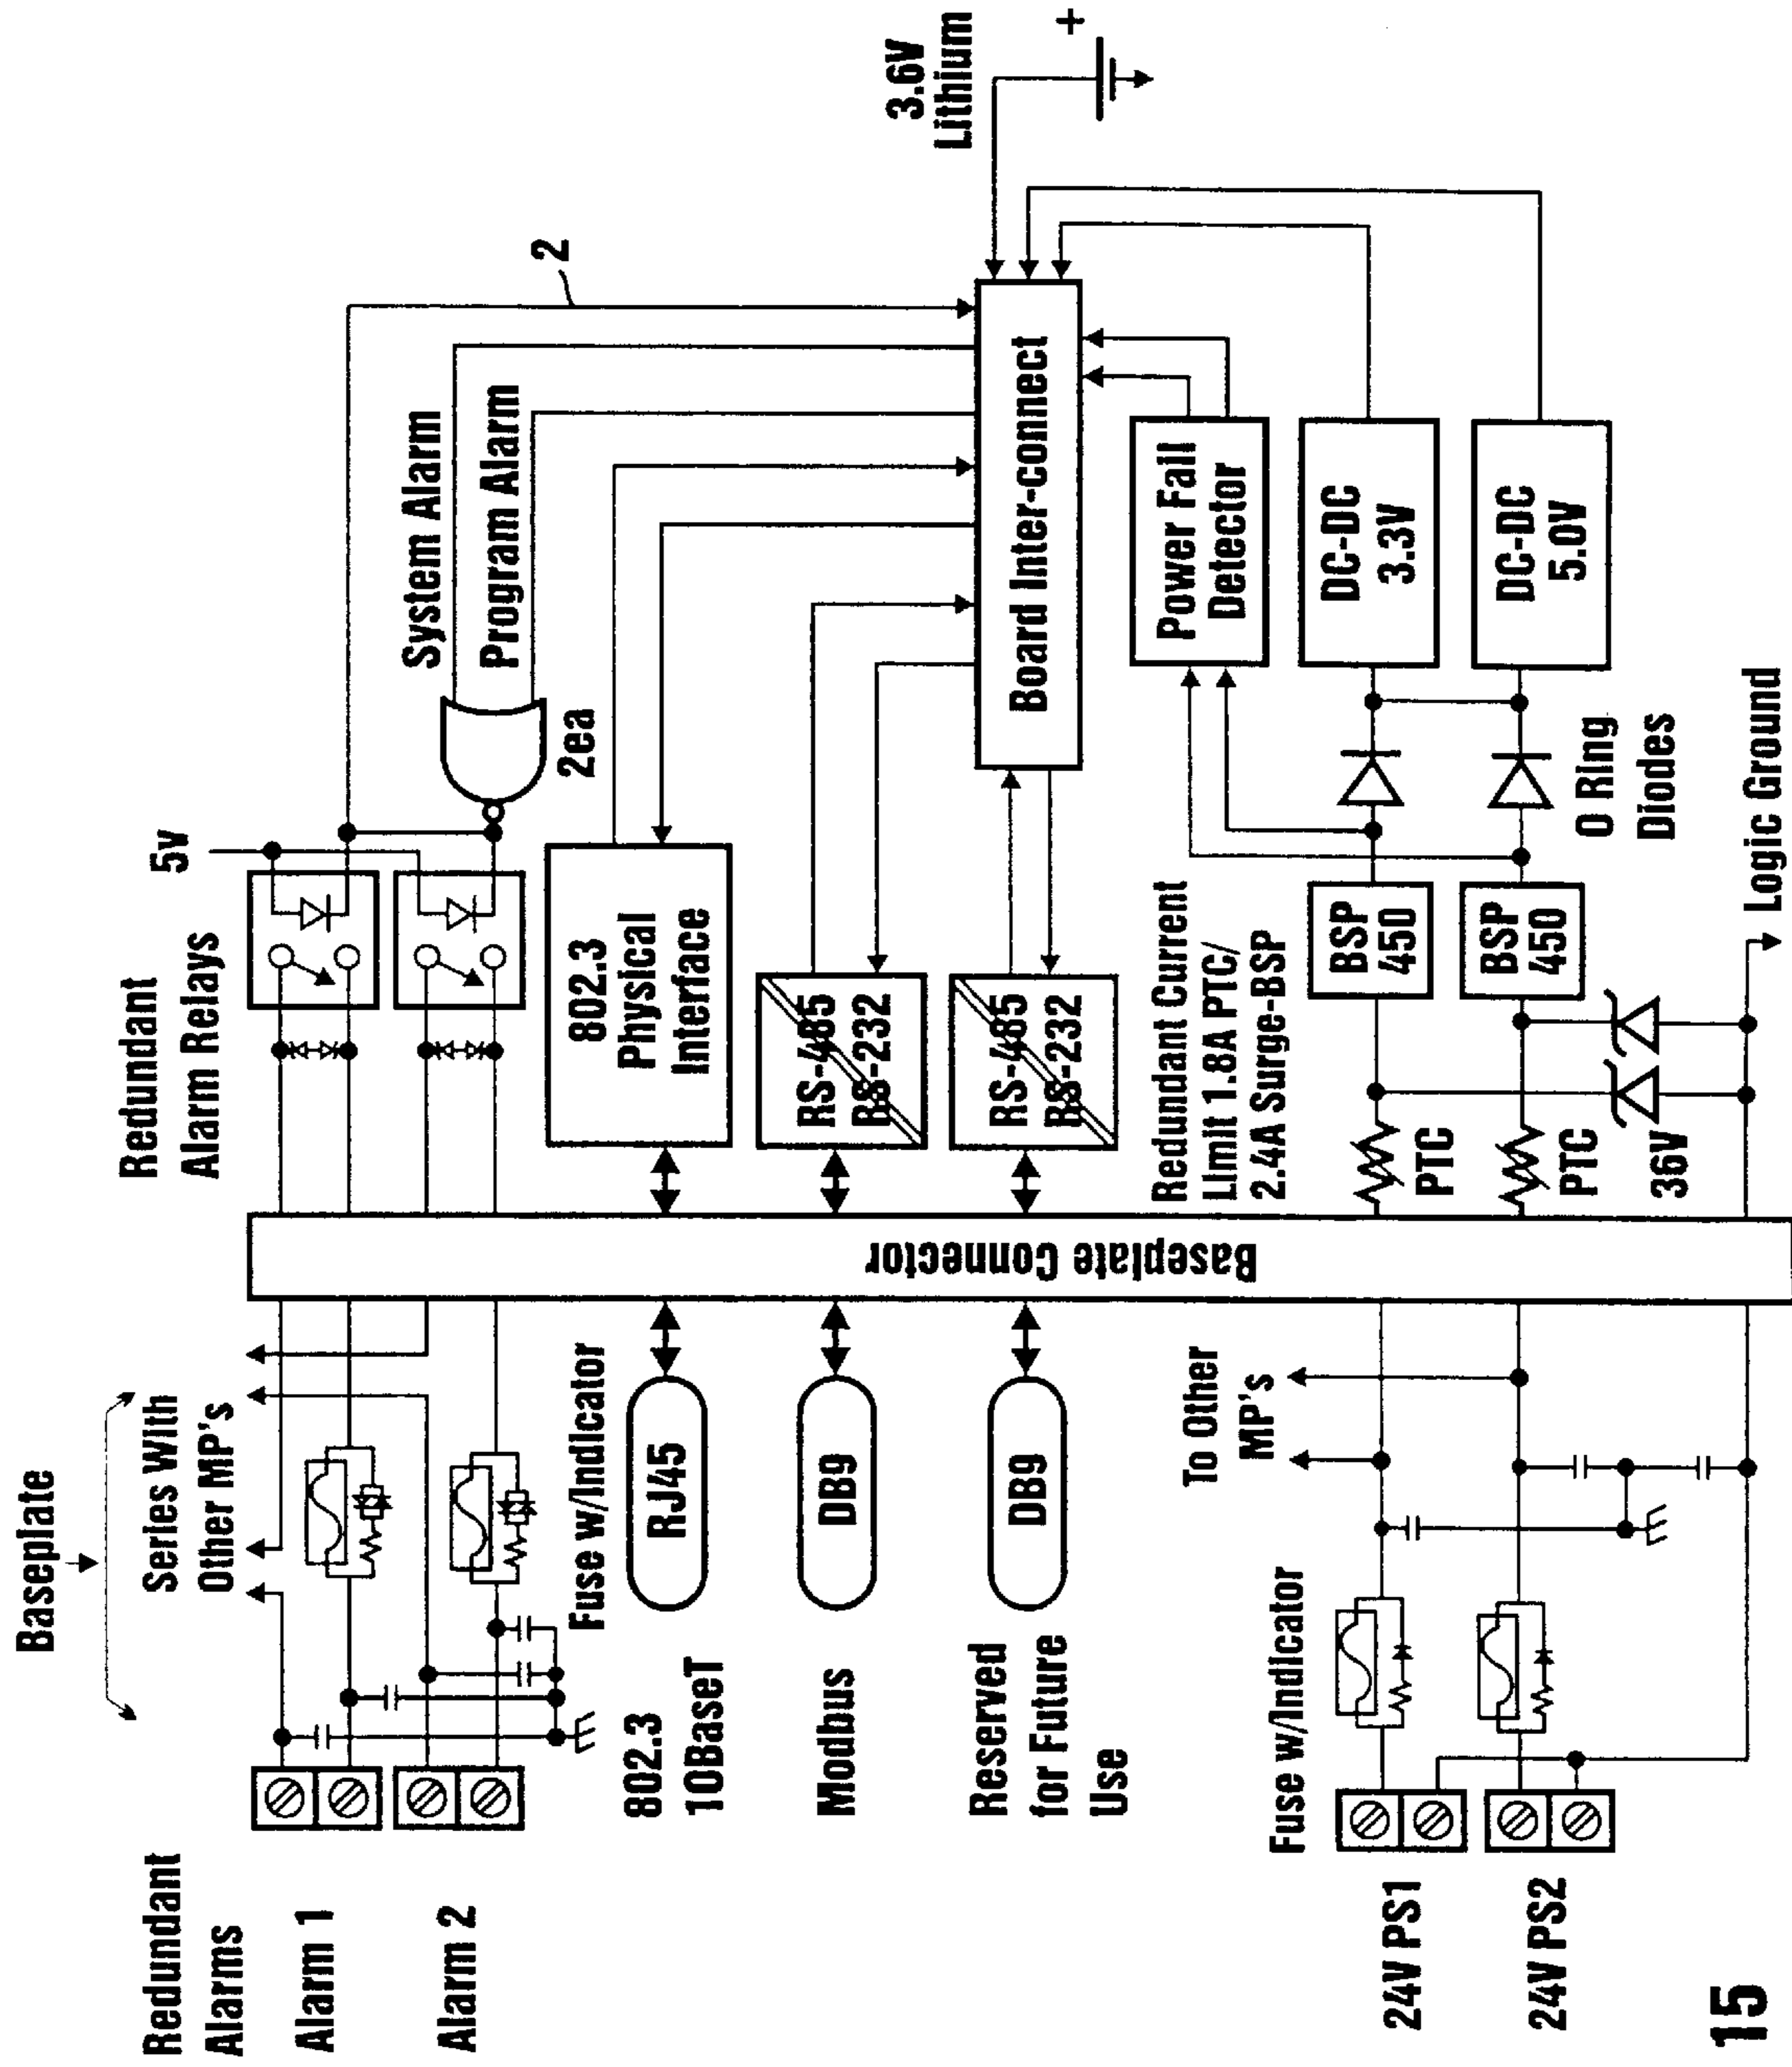 Baseplate
Series With
Other MP's
Redundant
Alarms
Alarm 1
Alarm 2
Fuse w/Indicator
802.3
10BaseT
RJ45
Modbus
DB9
Reserved
for Future
Use
DB9
To Other
MP's
Fuse w/Indicator
24V PS1
24V PS2
Baseplate Connector
Redundant
Alarm Relays
5v
System Alarm
Program Alarm
2ea
2
802.3
Physical
Interface
RS-485
RS-232
RS-485
RS-232
Board Inter-connect
3.6V
Lithium
+
Redundant Current
Limit 1.8A PTC/
2.4A Surge-BSP
Power Fail
Detector
PTC
PTC
36V
BSP
450
BSP
450
O Ring
Diodes
DC-DC
3.3V
DC-DC
5.0V
Logic Ground
15